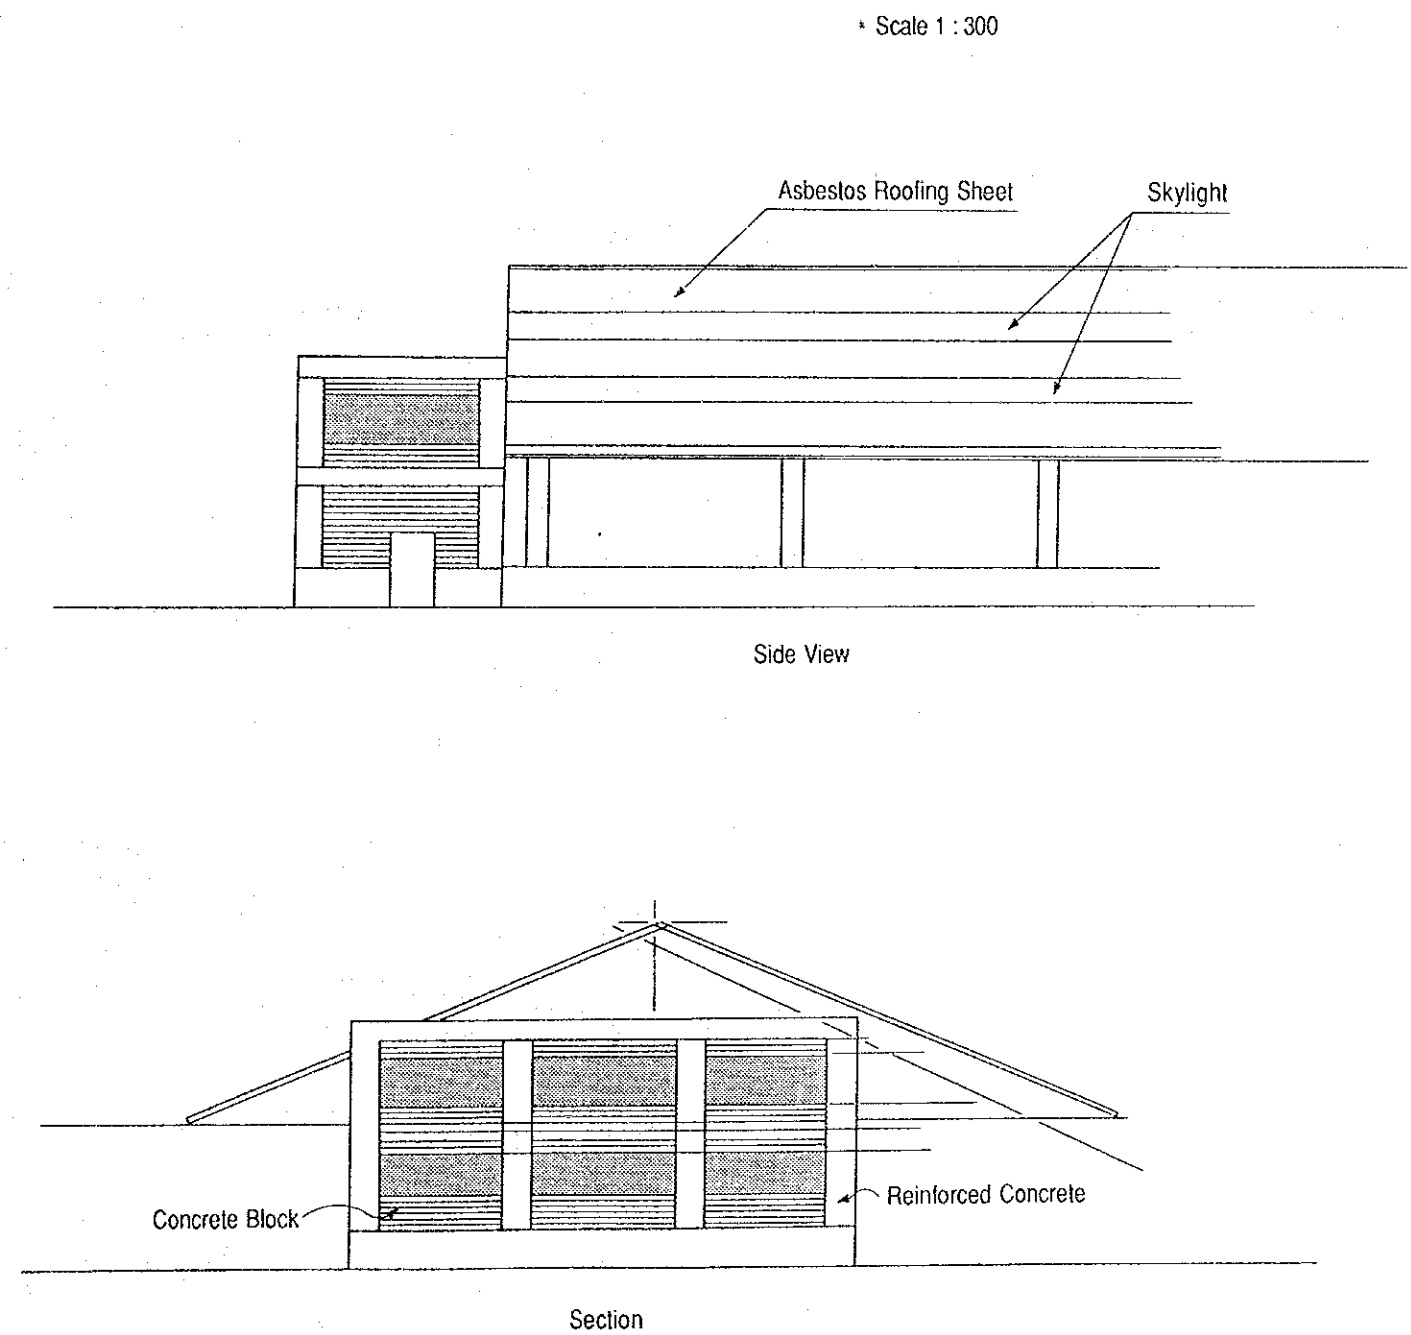 * Scale 1 : 300
Asbestos Roofing Sheet
Skylight
Side View
Concrete Block
Reinforced Concrete
Section